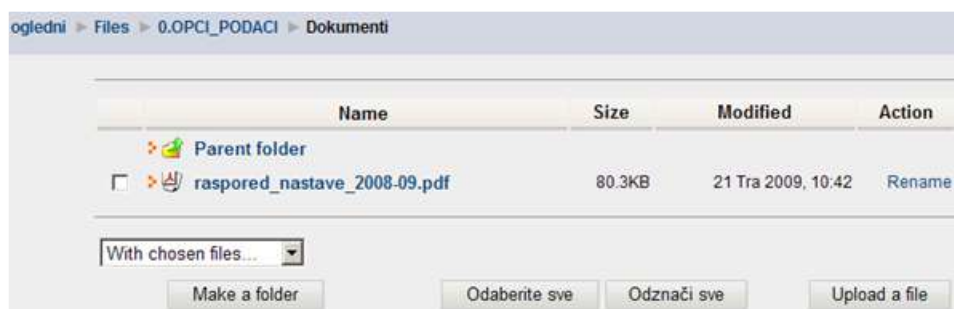 ogledni ► Files ► 0.OPCI_PODACI ► Dokumenti
Name Size Modified Action
Parent folder
raspored_nastave_2008-09.pdf 80.3KB 21 Tra 2009, 10:42 Rename
With chosen files...
Make a folder Odaberite sve Odznači sve Upload a file